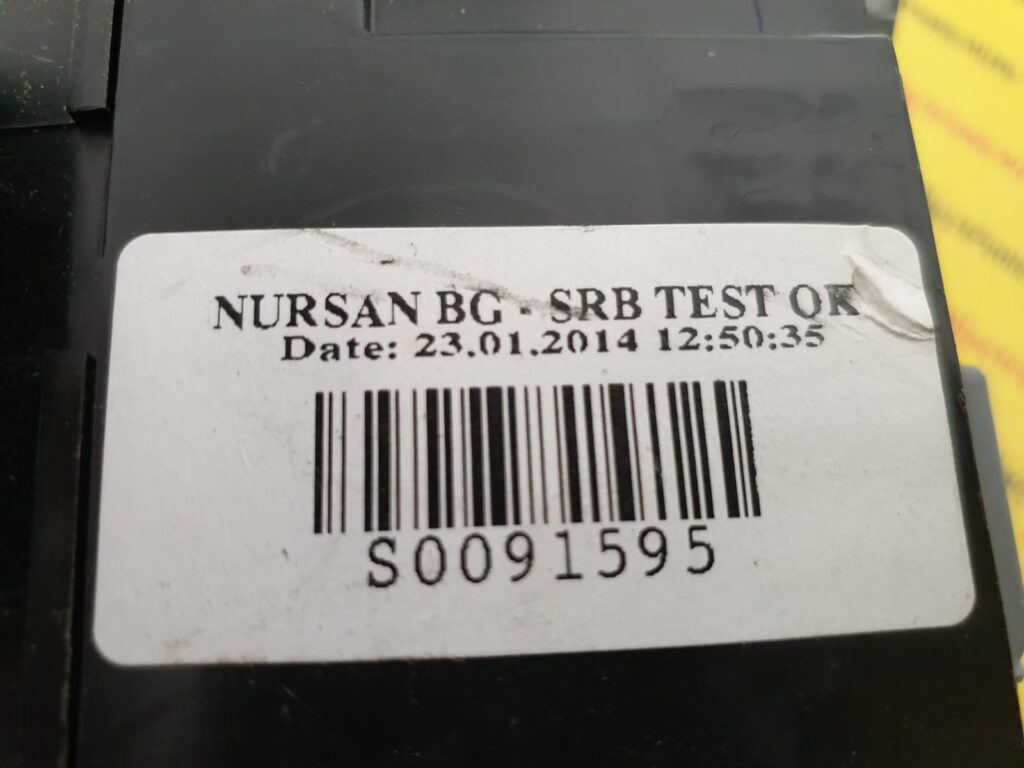 NURSAN BG - SRB TEST OK
Date: 23.01.2014 12:50:35
S0091595